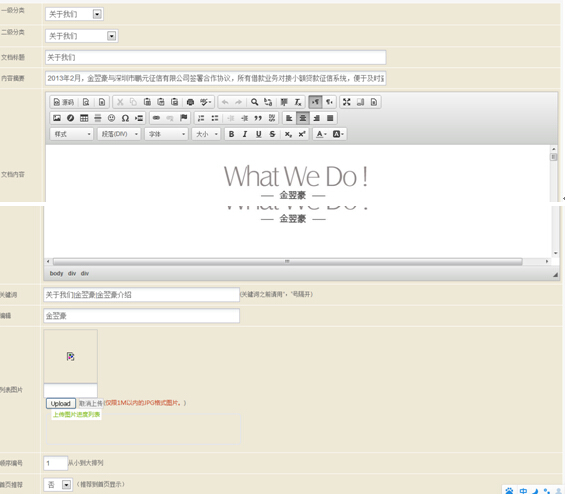 一级分类 关于我们
二级分类 关于我们
文档标题 关于我们
内容摘要 2013年2月，金翌豪与深圳市鹏元征信有限公司签署合作协议，所有借款业务对接小额贷款征信系统，便于及时
源码
样式 段落(DIV) 字体 大小 B I U S
文档内容
What We Do !
— 金翌豪 —
What We Do !
— 金翌豪 —
body div div
关键词 关于我们|金翌豪|金翌豪介绍 (关键词之间请用"，"号隔开)
编辑 金翌豪
列表图片
Upload 取消上传(仅限1M以内的JPG格式图片。)
上传图片进度列表
排序编号 1 从小到大排列
首页推荐 否 （推荐到首页显示）
中